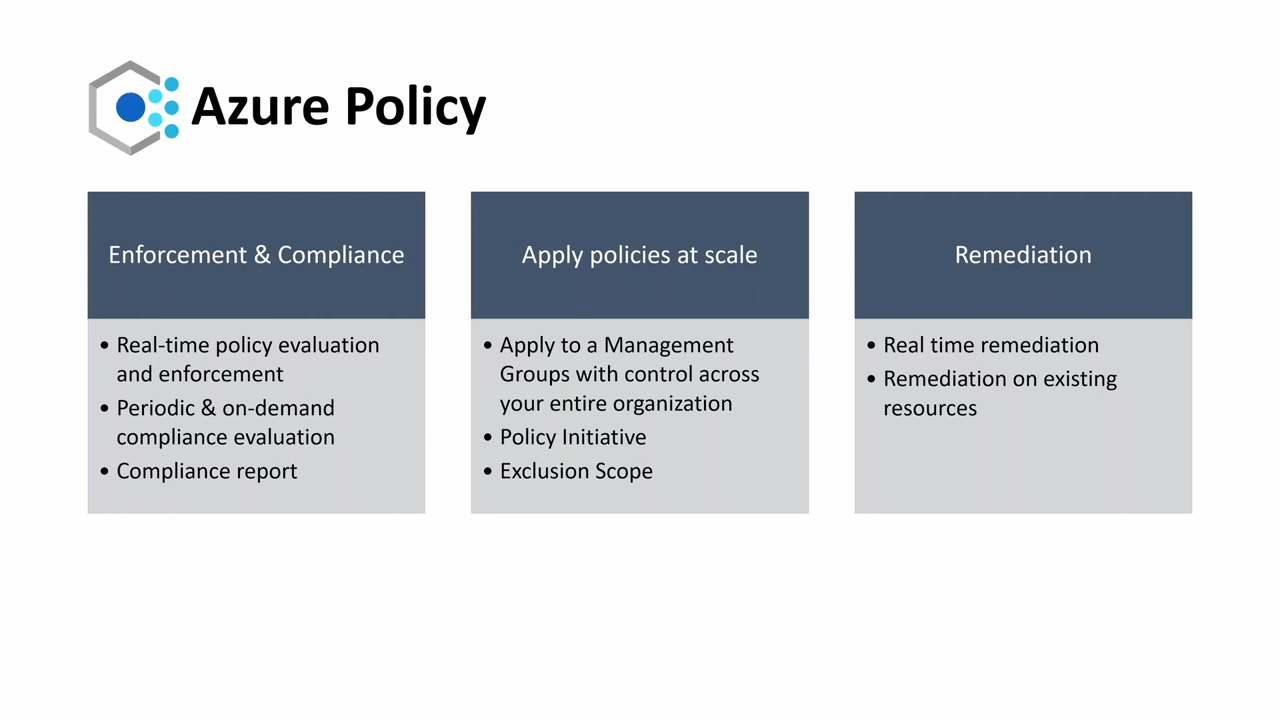 Azure Policy
Enforcement & Compliance
• Real-time policy evaluation
and enforcement
• Periodic & on-demand
compliance evaluation
• Compliance report
Apply policies at scale
• Apply to a Management
Groups with control across
your entire organization
• Policy Initiative
• Exclusion Scope
Remediation
• Real time remediation
• Remediation on existing
resources